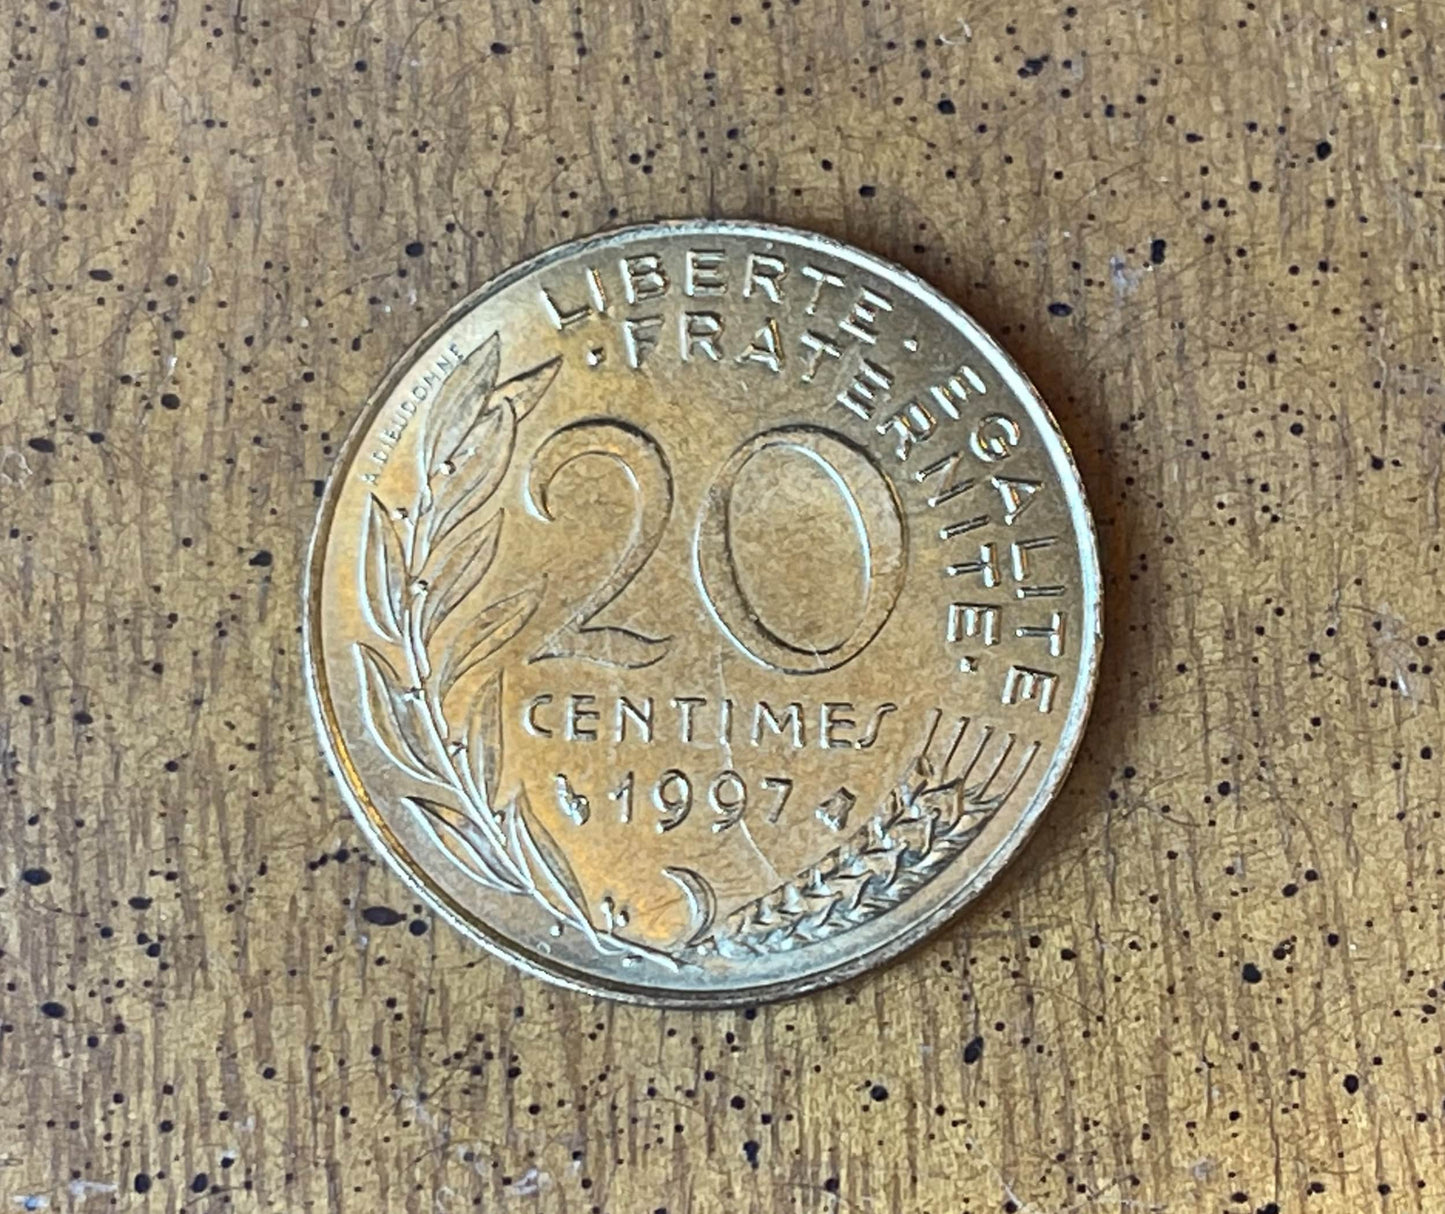 LIBERTE · EGALITE
· FRATERNITE ·
A.DIEUDONNE
20
CENTIMES
1997